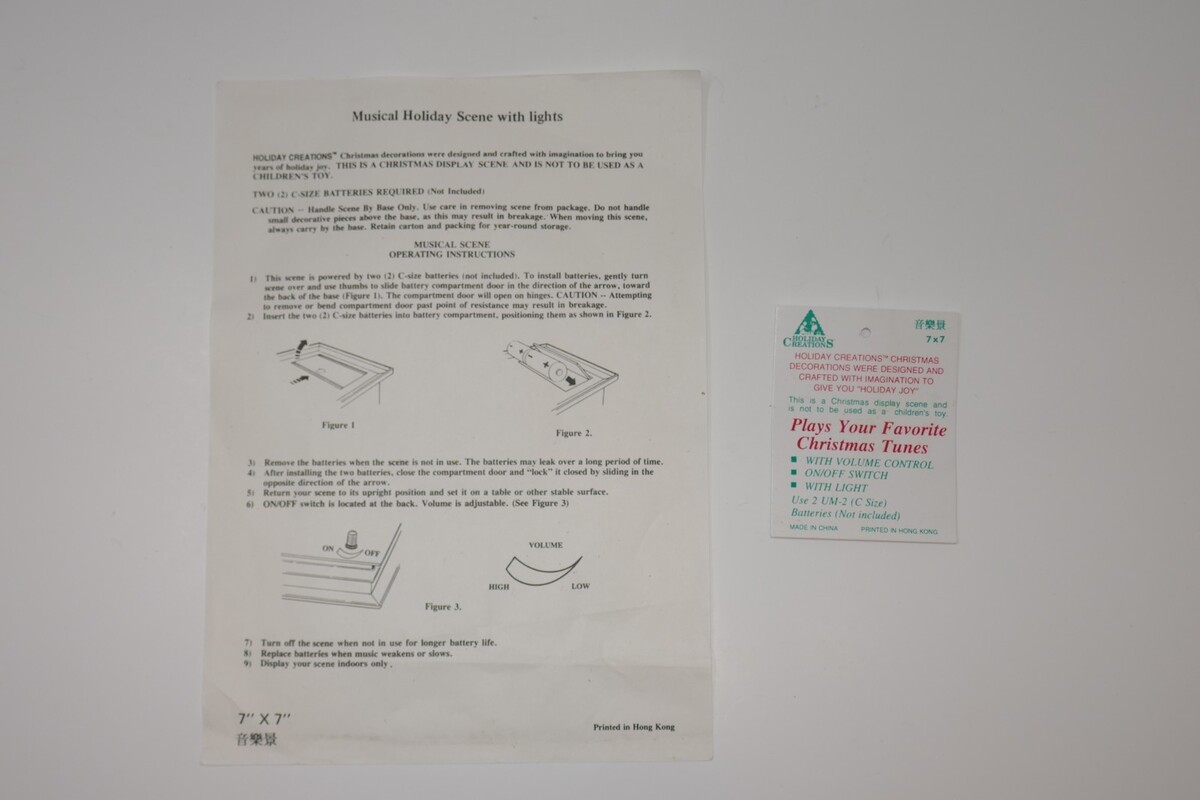 Musical Holiday Scene with lights
HOLIDAY CREATIONS™ Christmas decorations were designed and crafted with imagination to bring you
years of holiday joy. THIS IS A CHRISTMAS DISPLAY SCENE AND IS NOT TO BE USED AS A
CHILDREN'S TOY.
TWO (2) C-SIZE BATTERIES REQUIRED (Not Included)
CAUTION — Handle Scene By Base Only. Use care in removing scene from package. Do not handle
small decorative pieces above the base, as this may result in breakage. When moving this scene,
always carry by the base. Retain carton and packing for year-round storage.
MUSICAL SCENE
OPERATING INSTRUCTIONS
1) This scene is powered by two (2) C-size batteries (not included). To install batteries, gently turn
scene over and use thumbs to slide battery compartment door in the direction of the arrow, toward
the back of the base (Figure 1). The compartment door will open on hinges. CAUTION — Attempting
to remove or bend compartment door past point of resistance may result in breakage.
2) Insert the two (2) C-size batteries into battery compartment, positioning them as shown in Figure 2.
Figure 1
Figure 2.
3) Remove the batteries when the scene is not in use. The batteries may leak over a long period of time.
4) After installing the two batteries, close the compartment door and "lock" it closed by sliding in the
opposite direction of the arrow.
5) Return your scene to its upright position and set it on a table or other stable surface.
6) ON/OFF switch is located at the back. Volume is adjustable. (See Figure 3)
ON OFF
VOLUME
HIGH LOW
Figure 3.
7) Turn off the scene when not in use for longer battery life.
8) Replace batteries when music weakens or slows.
9) Display your scene indoors only.
7" X 7"
音樂景
Printed in Hong Kong
HOLIDAY
CREATIONS
音樂景
7x7
HOLIDAY CREATIONS™ CHRISTMAS
DECORATIONS WERE DESIGNED AND
CRAFTED WITH IMAGINATION TO
GIVE YOU "HOLIDAY JOY"
This is a Christmas display scene and
is not to be used as a children's toy
Plays Your Favorite
Christmas Tunes
■ WITH VOLUME CONTROL
■ ON/OFF SWITCH
■ WITH LIGHT
Use 2 UM-2 (C Size)
Batteries (Not included)
MADE IN CHINA PRINTED IN HONG KONG